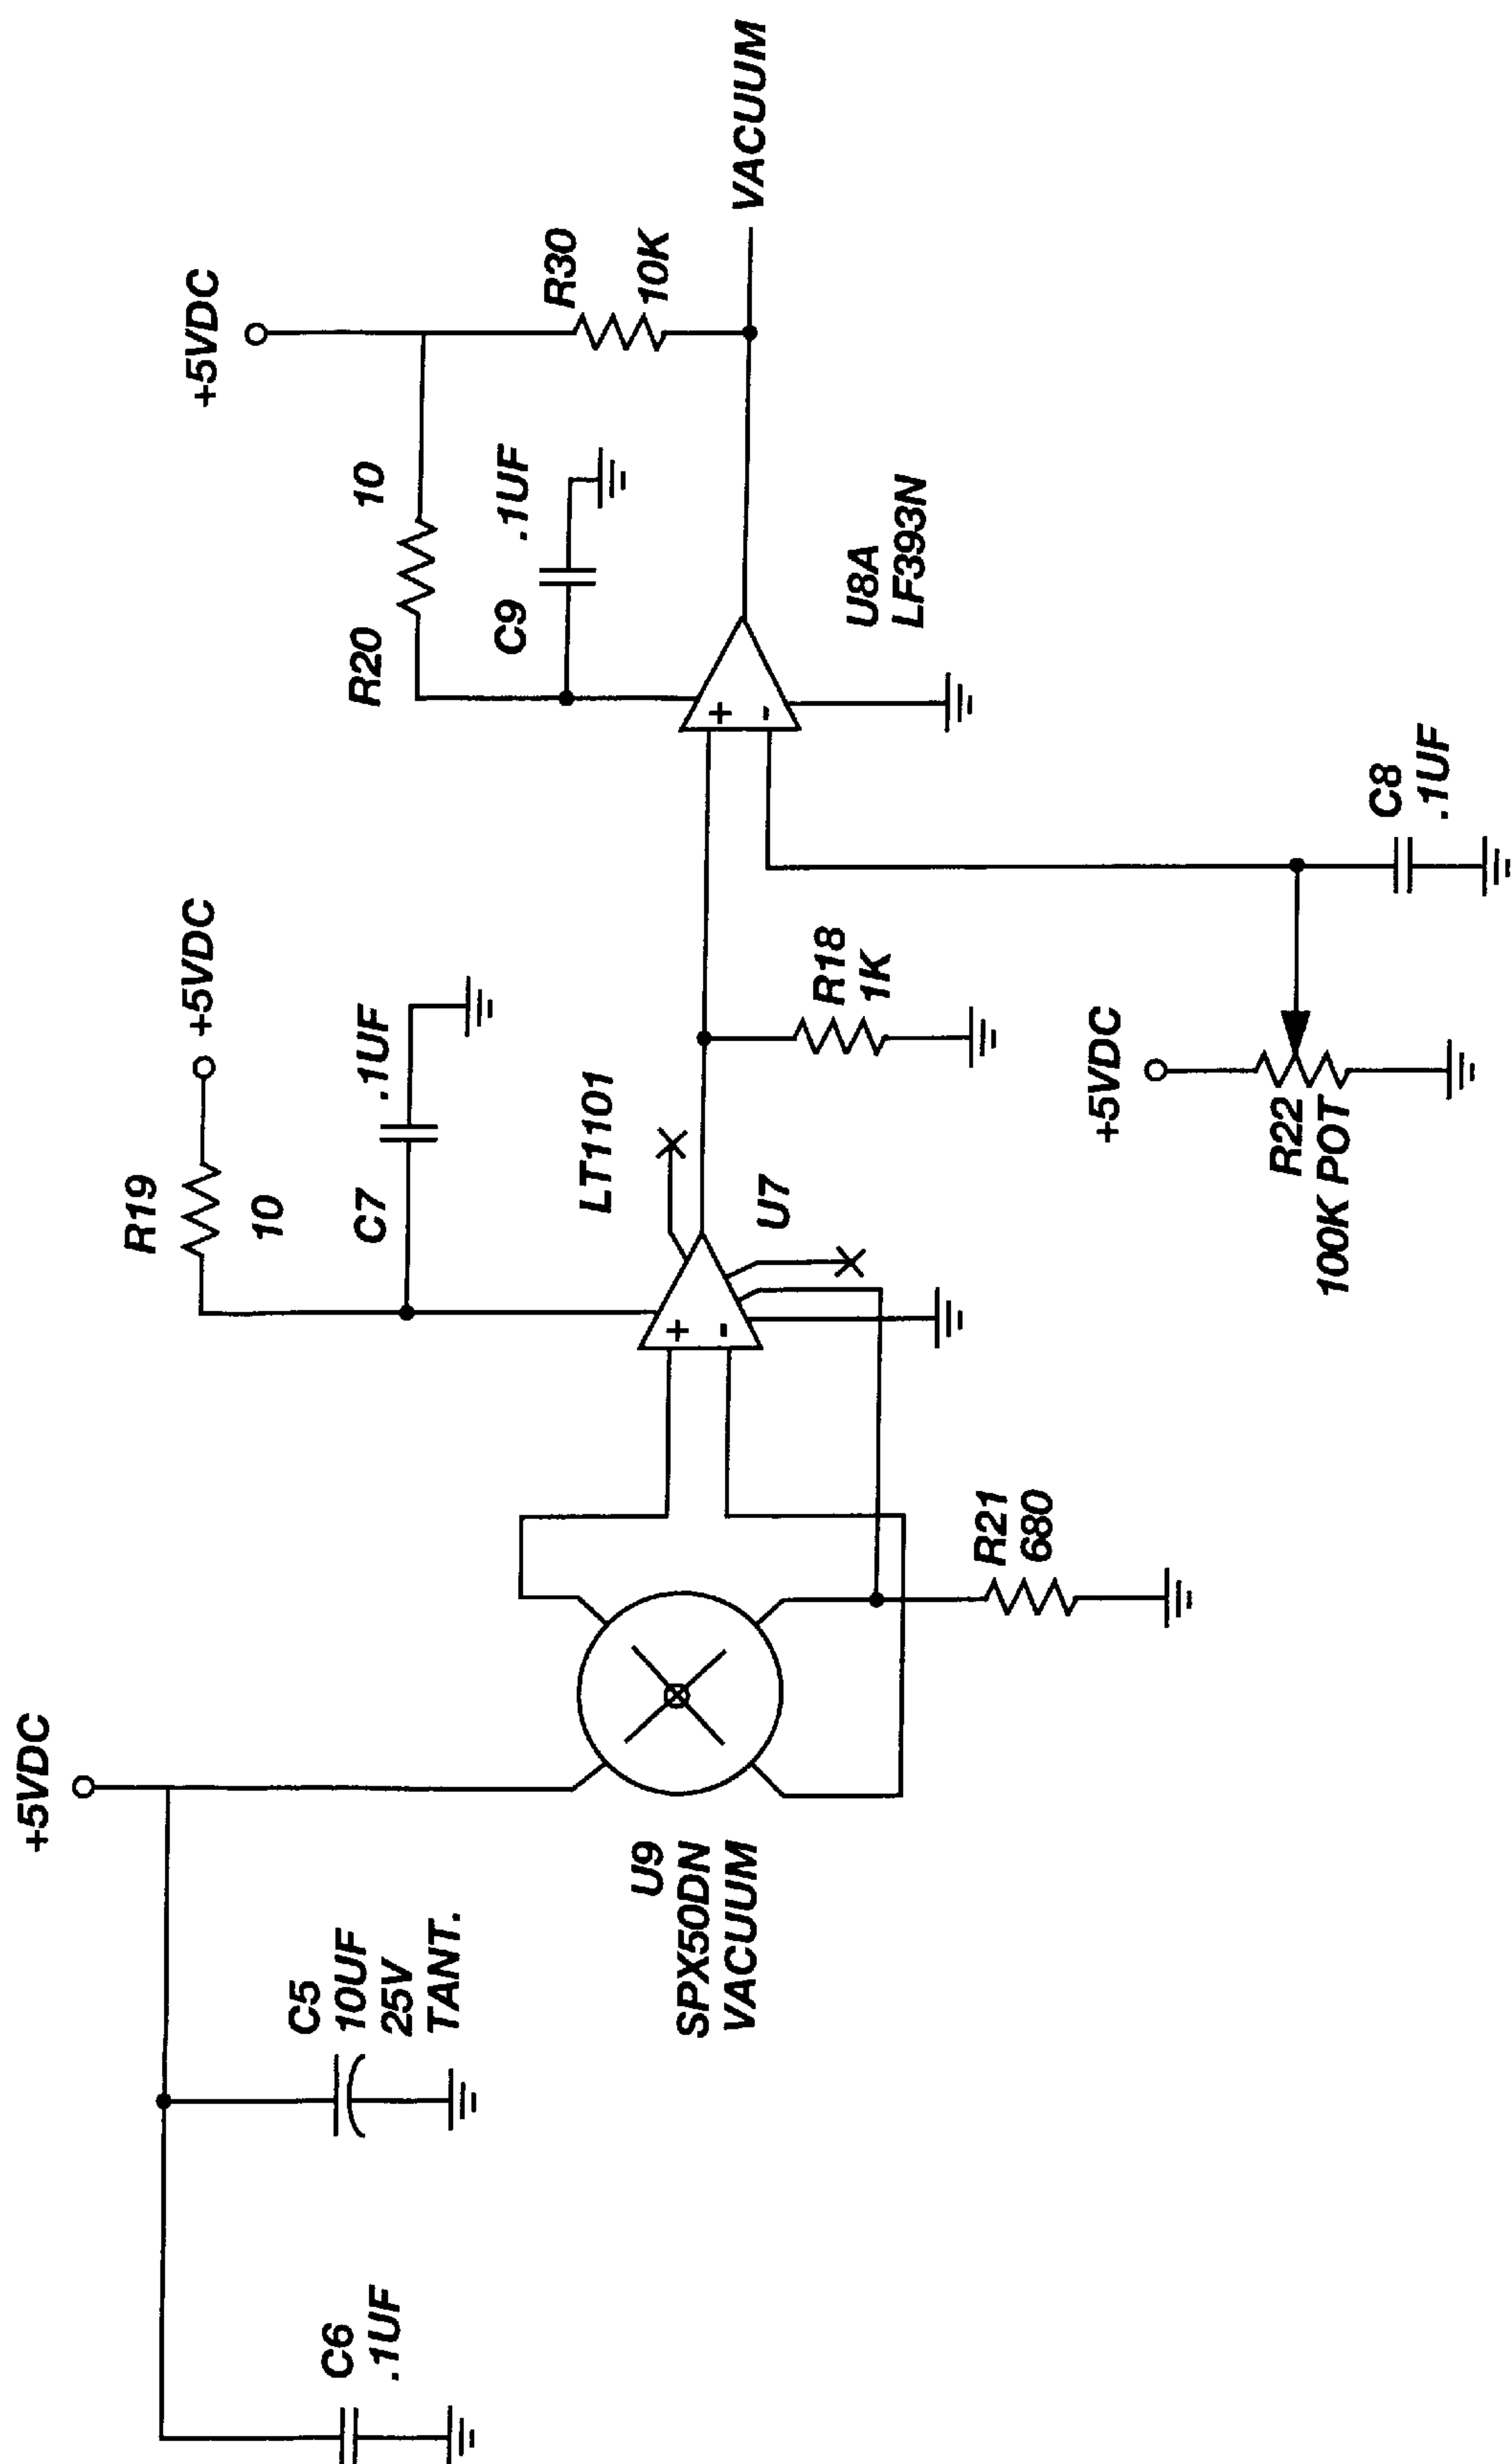 +5VDC
C6
.1UF
C5
10UF
25V
TANT.
U9
SPX50DN
VACUUM
R21
680
R19
10
+5VDC
C7
.1UF
LT1101
U7
+
-
R18
1K
+5VDC
R22
100K POT
C8
.1UF
R20
10
C9
.1UF
+
-
U8A
LF393N
+5VDC
R30
10K
VACUUM